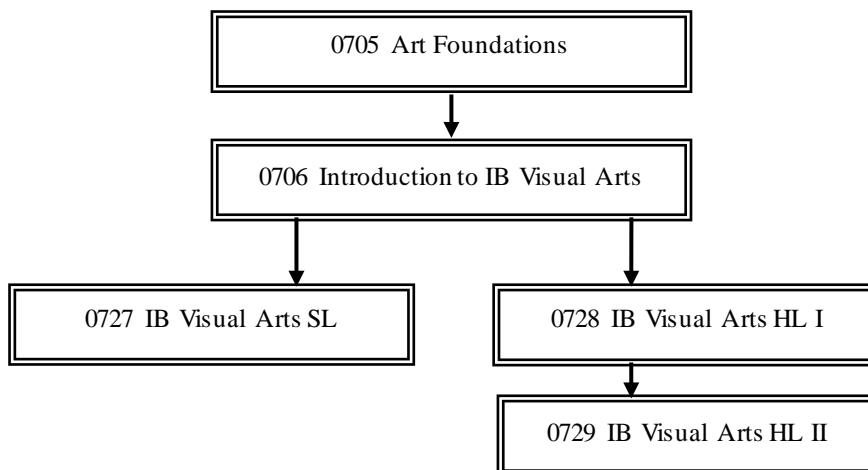 0705 Art Foundations
0706 Introduction to IB Visual Arts
0727 IB Visual Arts SL
0728 IB Visual Arts HL I
0729 IB Visual Arts HL II